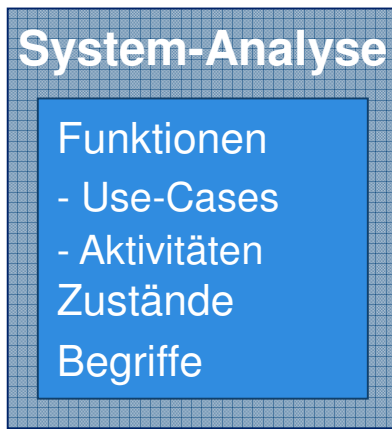 System-Analyse
Funktionen
- Use-Cases
- Aktivitäten
Zustände
Begriffe